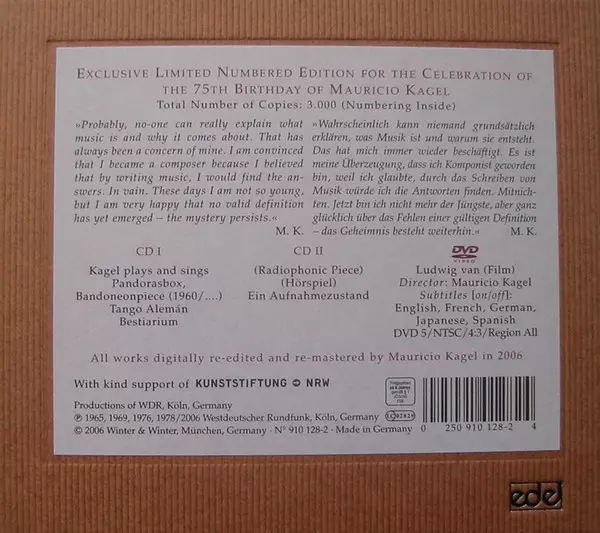 EXCLUSIVE LIMITED NUMBERED EDITION FOR THE CELEBRATION OF
THE 75TH BIRTHDAY OF MAURICIO KAGEL
Total Number of Copies: 3.000 (Numbering Inside)
»Probably, no-one can really explain what
music is and why it comes about. That has
always been a concern of mine. I am convinced
that I became a composer because I believed
that by writing music, I would find the an-
swers. In vain. These days I am not so young,
but I am very happy that no valid definition
has yet emerged – the mystery persists.«
M. K.
»Wahrscheinlich kann niemand grundsätzlich
erklären, was Musik ist und warum sie entsteht.
Das hat mich immer wieder beschäftigt. Es ist
meine Überzeugung, dass ich Komponist geworden
bin, weil ich glaubte, durch das Schreiben von
Musik würde ich die Antworten finden. Mitnich-
ten. Jetzt bin ich nicht mehr der Jüngste, aber ganz
glücklich über das Fehlen einer gültigen Definition
– das Geheimnis besteht weiterhin.«
M. K.
CD I
Kagel plays and sings
Pandorasbox,
Bandoneonpiece (1960/....)
Tango Alemán
Bestiarium
CD II
(Radiophonic Piece)
(Hörspiel)
Ein Aufnahmezustand
DVD
VIDEO
Ludwig van (Film)
Director: Mauricio Kagel
Subtitles [on/off]:
English, French, German,
Japanese, Spanish
DVD 5/NTSC/4:3/Region All
All works digitally re-edited and re-mastered by Mauricio Kagel in 2006
With kind support of KUNSTSTIFTUNG NRW
Productions of WDR, Köln, Germany
℗ 1965, 1969, 1976, 1978/2006 Westdeutscher Rundfunk, Köln, Germany
© 2006 Winter & Winter, München, Germany · N° 910 128-2 · Made in Germany
LC 02829
0 250910 128-2 4
edel